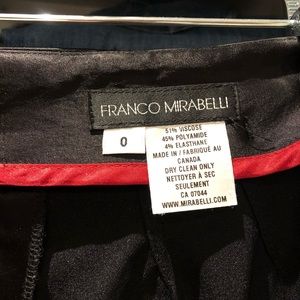 FRANCO MIRABELLI
0
51% VISCOSE
45% POLYAMIDE
4% ELASTHANE
MADE IN / FABRIQUÉ AU
CANADA
DRY CLEAN ONLY
NETTOYER À SEC
SEULEMENT
CA 07044
WWW.MIRABELLI.COM